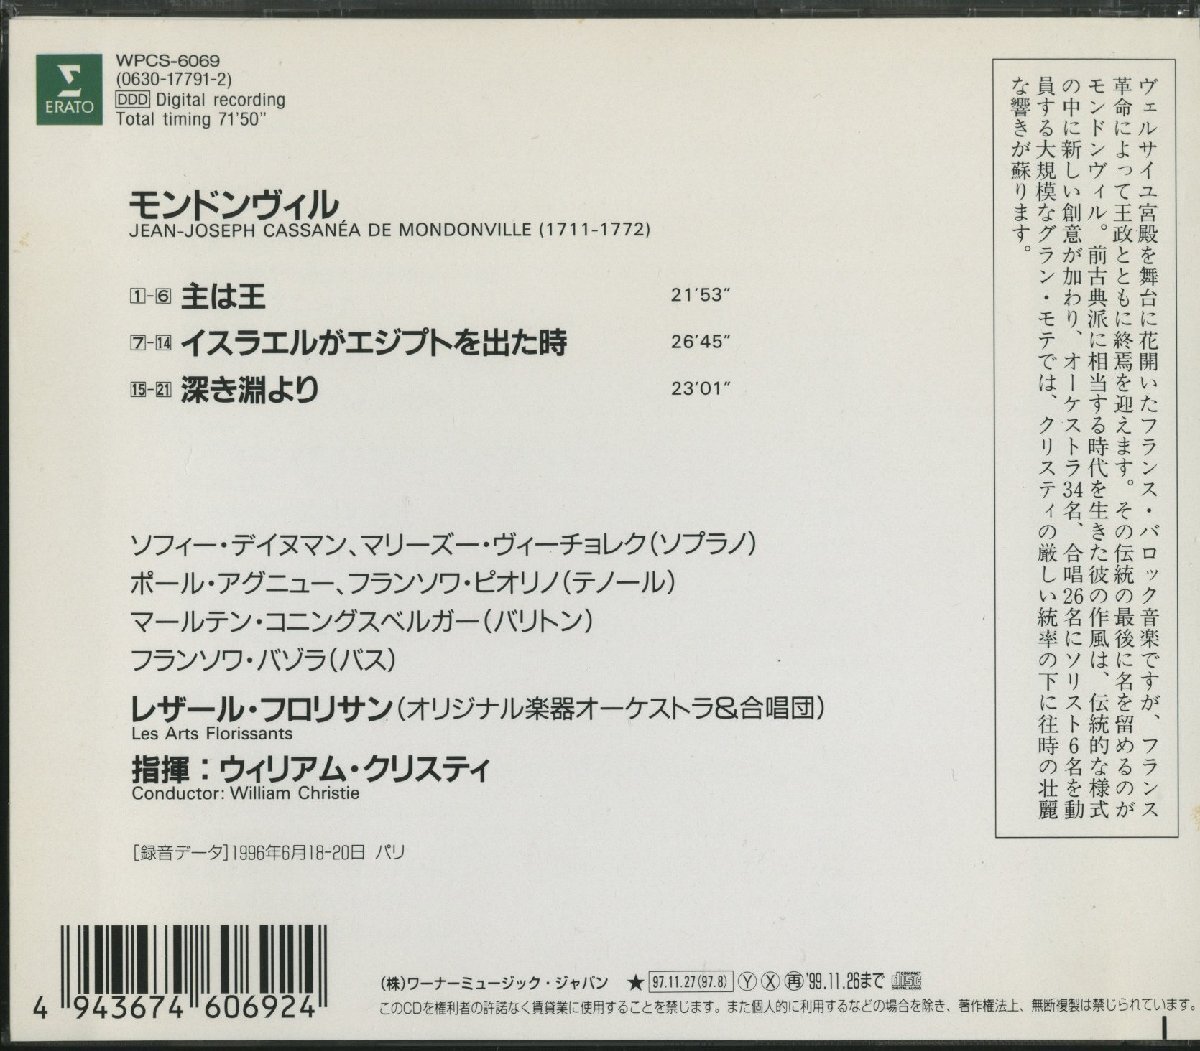 ERATO
WPCS-6069
(0630-17791-2)
DDD Digital recording
Total timing 71'50"
モンドンヴィル
JEAN-JOSEPH CASSANÉA DE MONDONVILLE (1711-1772)
1-6 主は王 21'53"
7-14 イスラエルがエジプトを出た時 26'45"
15-21 深き淵より 23'01"
ソフィー・デイヌマン、マリーズー・ヴィーチョレク(ソプラノ)
ポール・アグニュー、フランソワ・ピオリノ(テノール)
マールテン・コニングスベルガー(バリトン)
フランソワ・バゾラ(バス)
レザール・フロリサン(オリジナル楽器オーケストラ&合唱団)
Les Arts Florissants
指揮:ウィリアム・クリスティ
Conductor: William Christie
[録音データ]1996年6月18-20日 パリ
ヴェルサイユ宮殿を舞台に花開いたフランス・バロック音楽ですが、フランス
革命によって王政とともに終焉を迎えます。その伝統の最後に名を留めるのが
モンドンヴィル。前古典派に相当する時代を生きた彼の作風は、伝統的な様式
の中に新しい創意が加わり、オーケストラ34名、合唱26名にソリスト6名を動
員する大規模なグラン・モテでは、クリスティの厳しい統率の下に往時の壮麗
な響きが蘇ります。
4 943674 606924
(株)ワーナーミュージック・ジャパン ★ 97.11.27(97.8) Ⓨ Ⓧ ㊢'99.11.26まで
このCDを権利者の許諾なく賃貸業に使用することを禁じます。また個人的に利用するなどの場合を除き、著作権法上、無断複製は禁じられています。